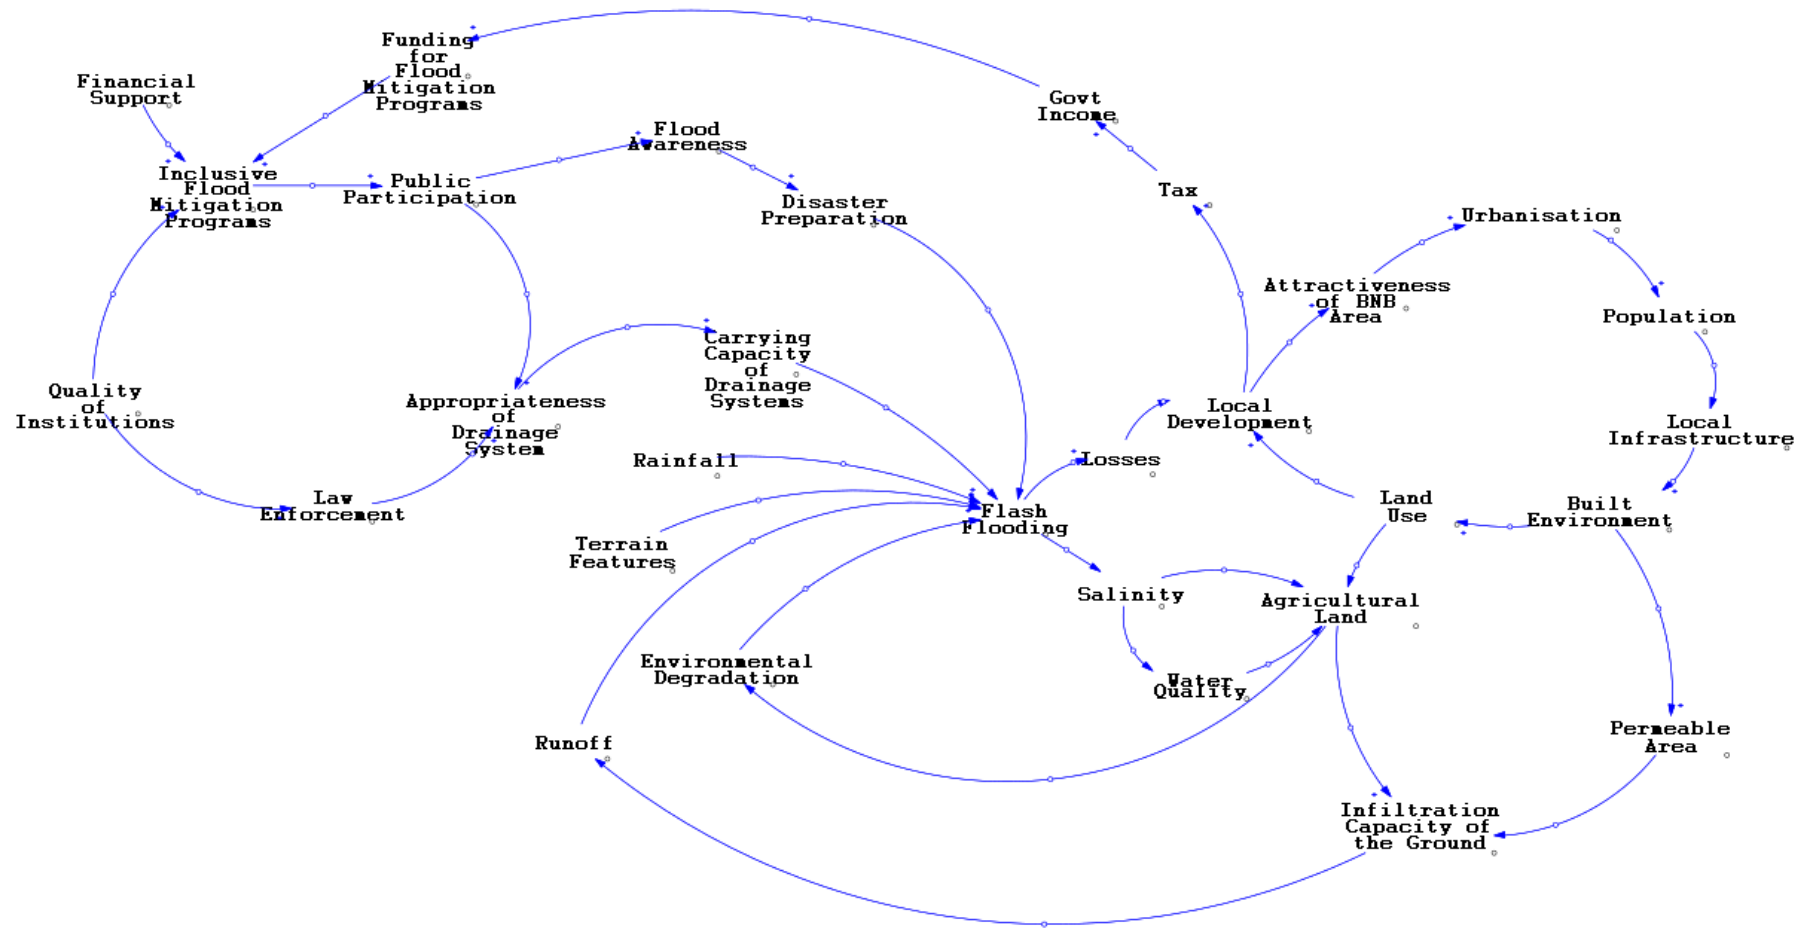 Funding
for
Flood
Mitigation
Programs
Financial
Support
Govt
Income
Flood
Awareness
Inclusive
Flood
Mitigation
Programs
Public
Participation
Disaster
Preparation
Tax
Urbanisation
Attractiveness
of BNB
Area
Population
Carrying
Capacity
of
Drainage
Systems
Quality
of
Institutions
Appropriateness
of
Drainage
System
Local
Development
Local
Infrastructure
Rainfall
Losses
Law
Enforcement
Land
Use
Built
Environment
Flash
Flooding
Terrain
Features
Salinity
Agricultural
Land
Environmental
Degradation
Water
Quality
Runoff
Permeable
Area
Infiltration
Capacity of
the Ground